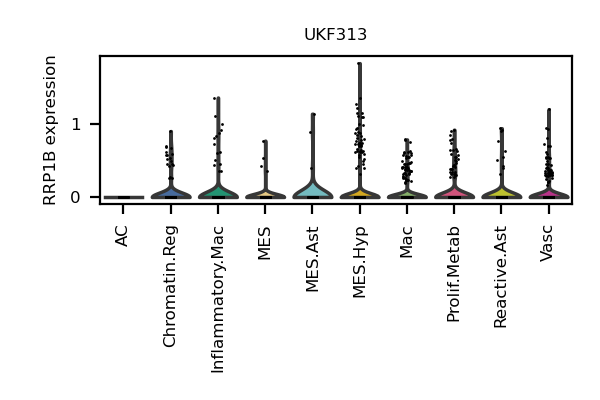 UKF313
RRP1B expression
1
0
AC
Chromatin.Reg
Inflammatory.Mac
MES
MES.Ast
MES.Hyp
Mac
Prolif.Metab
Reactive.Ast
Vasc